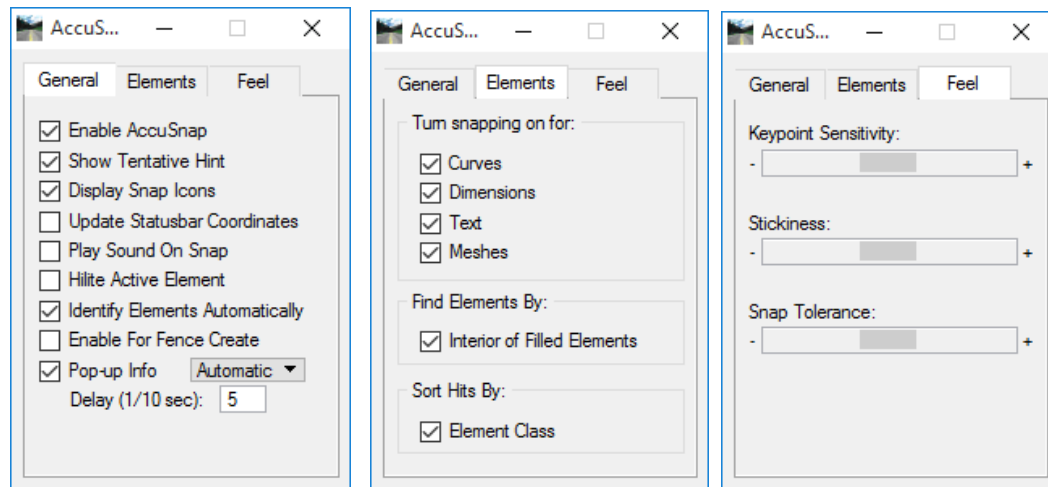 AccuS...
General Elements Feel
Enable AccuSnap
Show Tentative Hint
Display Snap Icons
Update Statusbar Coordinates
Play Sound On Snap
Hilite Active Element
Identify Elements Automatically
Enable For Fence Create
Pop-up Info Automatic
Delay (1/10 sec): 5
AccuS...
General Elements Feel
Turn snapping on for:
Curves
Dimensions
Text
Meshes
Find Elements By:
Interior of Filled Elements
Sort Hits By:
Element Class
AccuS...
General Elements Feel
Keypoint Sensitivity:
- +
Stickiness:
- +
Snap Tolerance:
- +